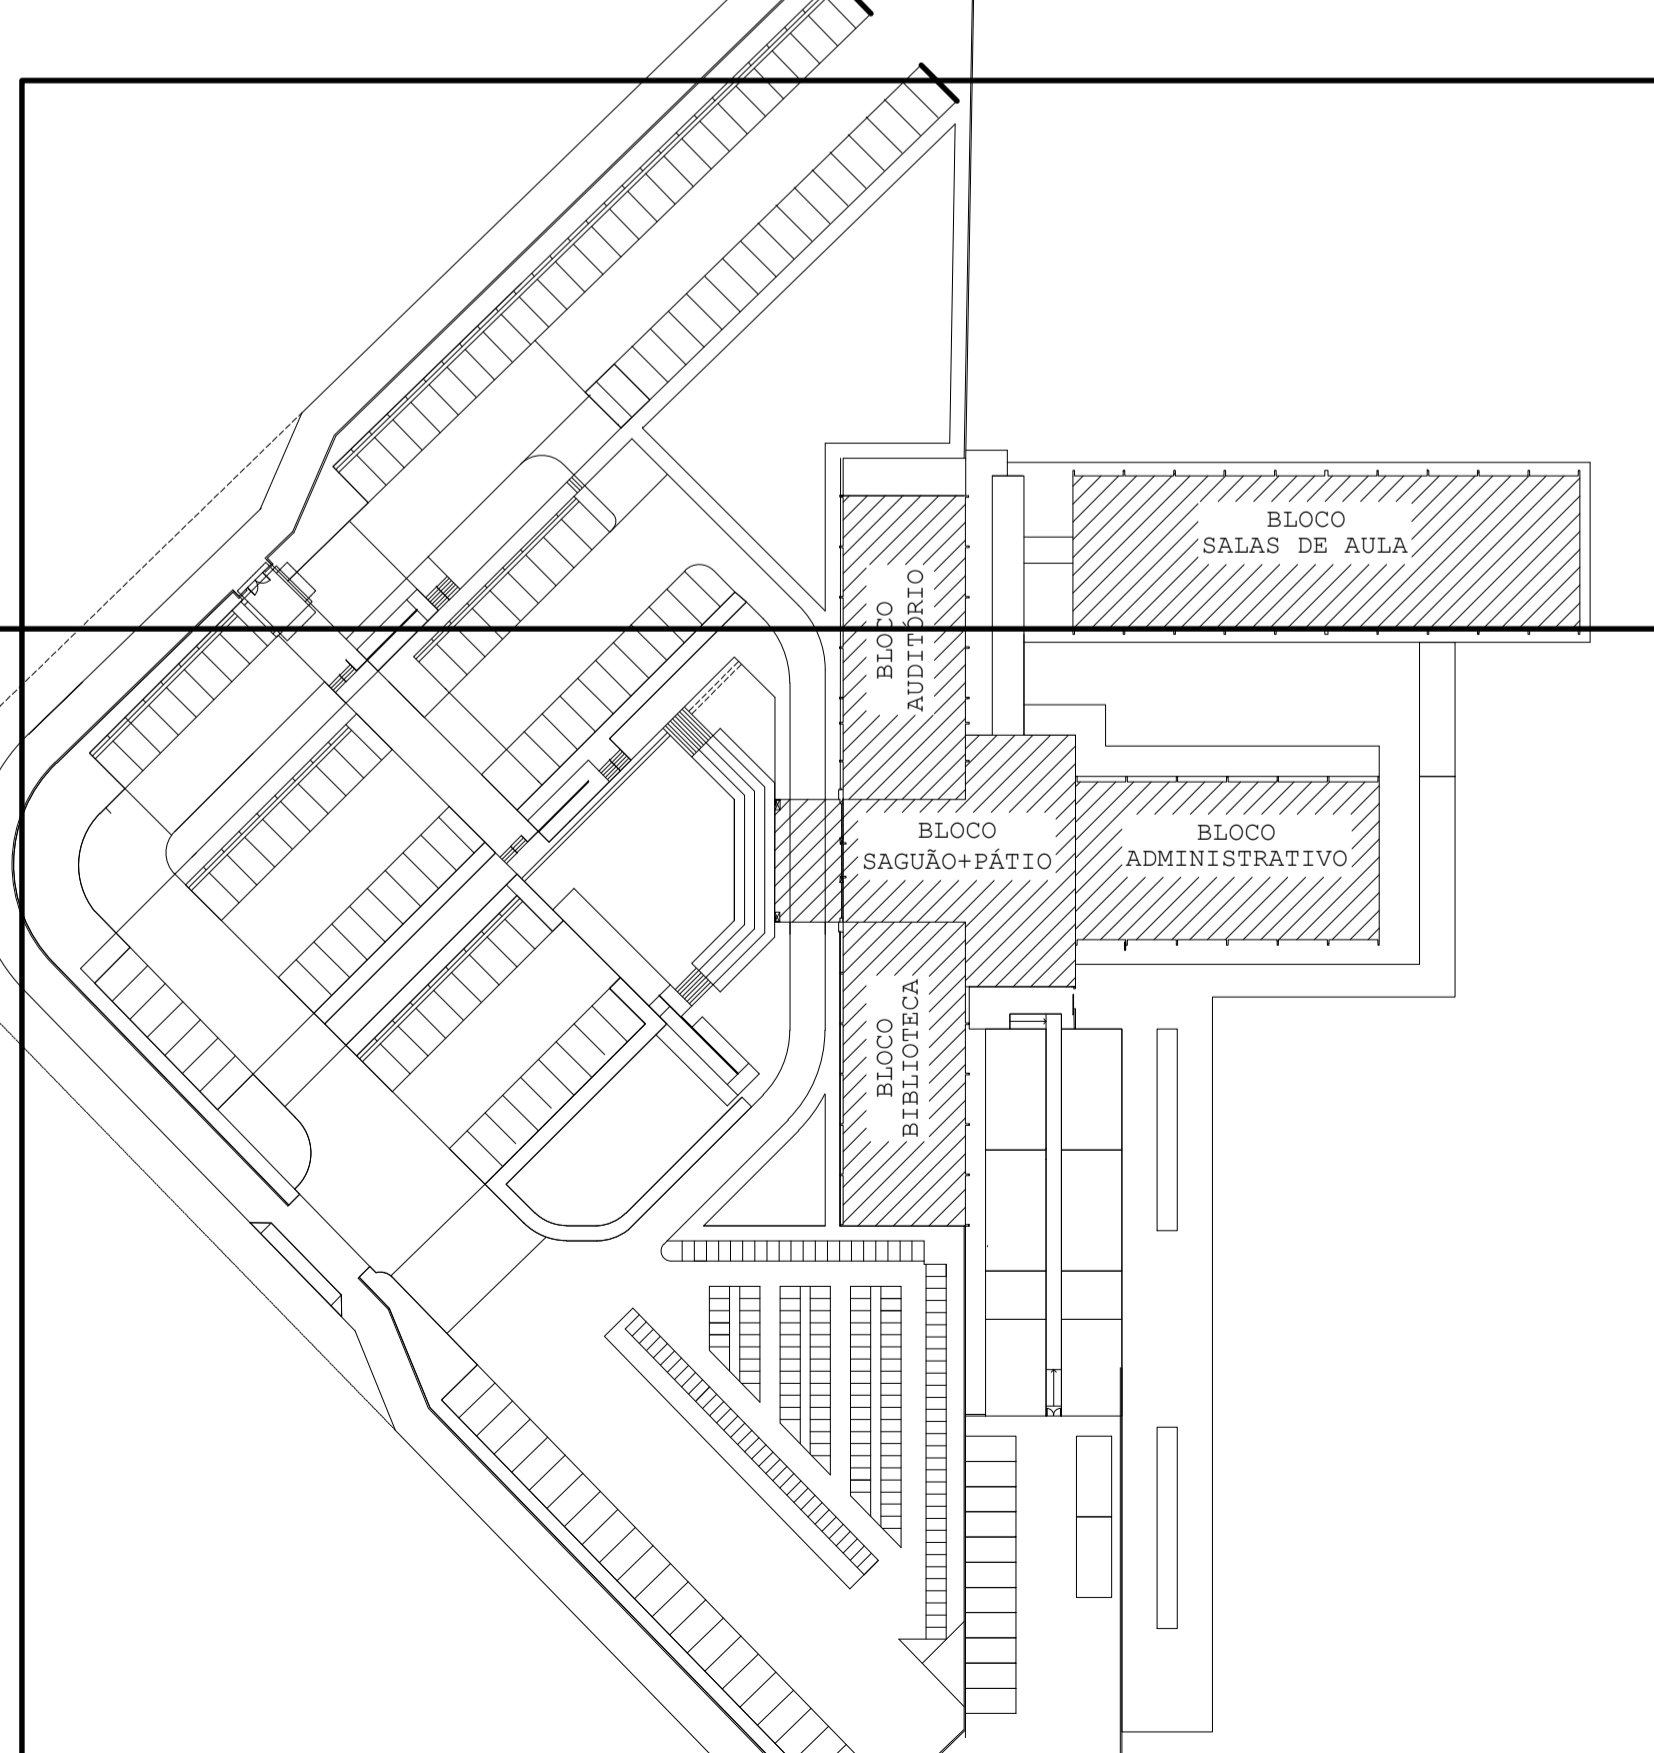 BLOCO
SALAS DE AULA
BLOCO
AUDITÓRIO
BLOCO
SAGUÃO+PÁTIO
BLOCO
ADMINISTRATIVO
BLOCO
BIBLIOTECA